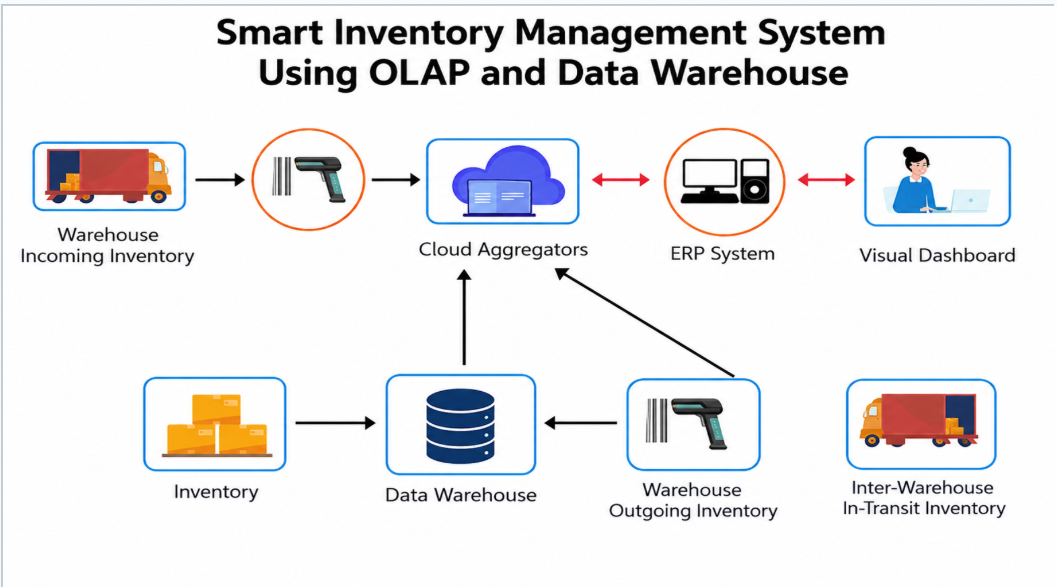 Smart Inventory Management System
Using OLAP and Data Warehouse
Warehouse
Incoming Inventory
Cloud Aggregators
ERP System
Visual Dashboard
Inventory
Data Warehouse
Warehouse
Outgoing Inventory
Inter-Warehouse
In-Transit Inventory